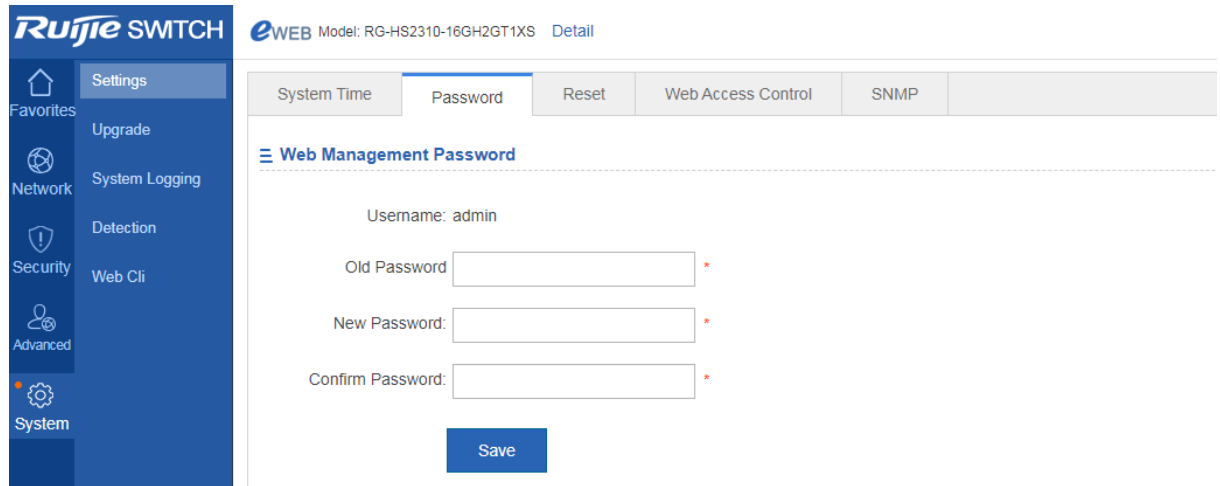 Ruijie SWITCH
eWEB Model: RG-HS2310-16GH2GT1XS Detail
Favorites
Network
Security
Advanced
System
Settings
Upgrade
System Logging
Detection
Web Cli
System Time Password Reset Web Access Control SNMP
Web Management Password
Username: admin
Old Password *
New Password: *
Confirm Password: *
Save